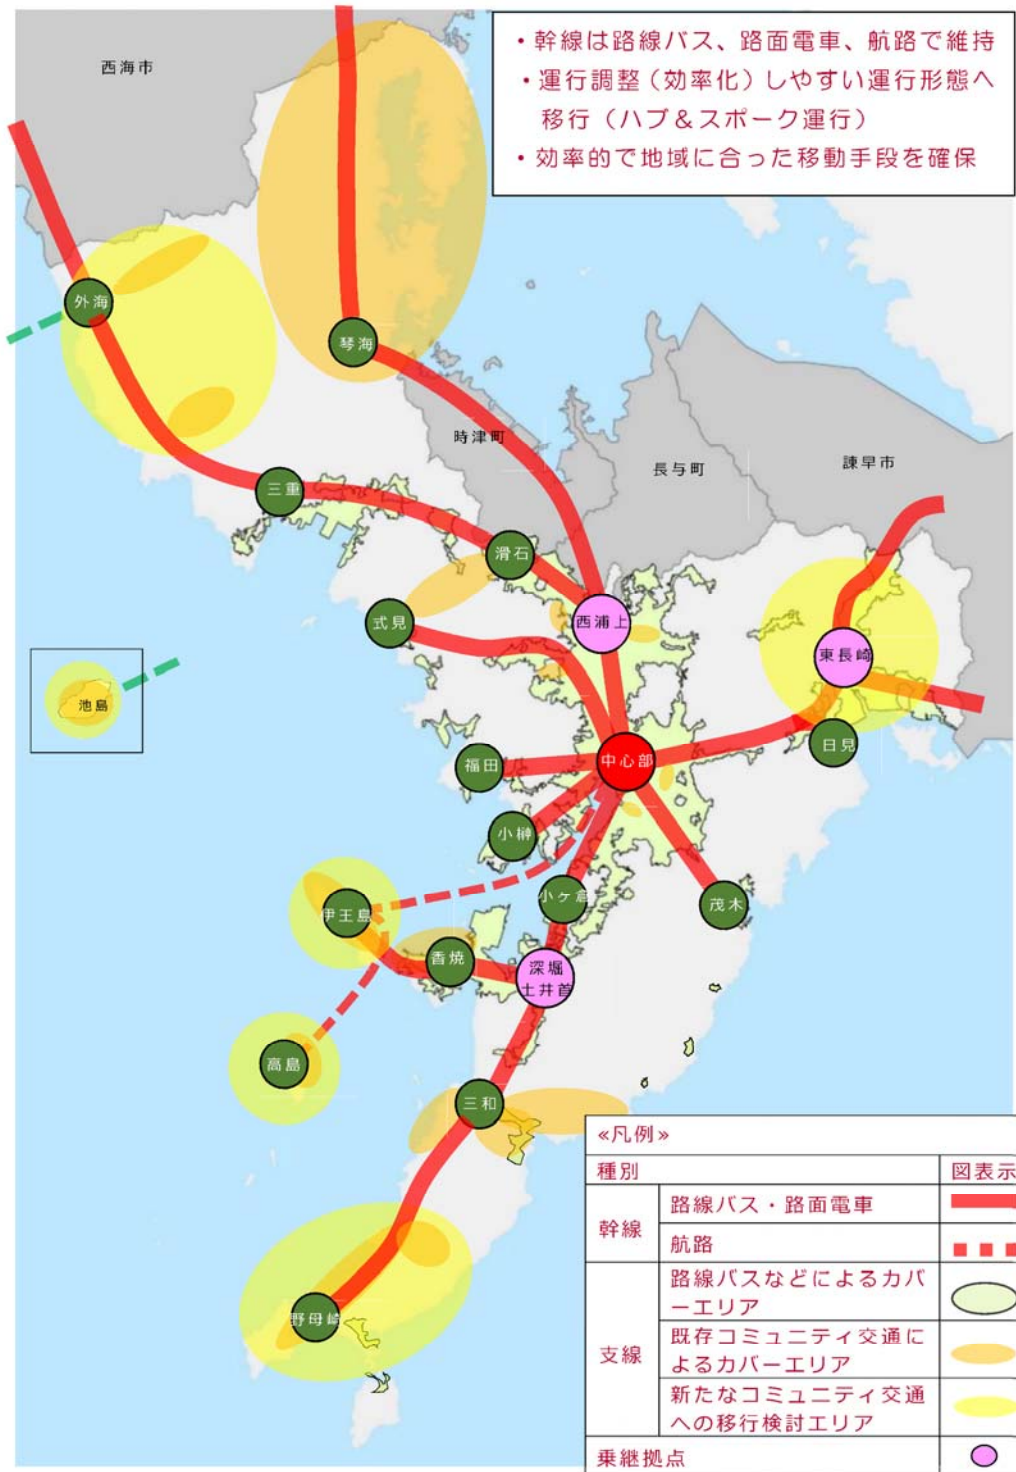 ・幹線は路線バス、路面電車、航路で維持
・運行調整(効率化)しやすい運行形態へ
移行(ハブ&スポーク運行)
・効率的で地域に合った移動手段を確保
西海市
外海
琴海
時津町
長与町
諫早市
三重
滑石
式見
西浦上
東長崎
池島
日見
福田
中心部
小榊
小ケ倉
茂木
伊王島
香焼
深堀
土井首
高島
三和
野母崎
≪凡例≫
種別
図表示
幹線
路線バス・路面電車
航路
支線
路線バスなどによるカバ
ーエリア
既存コミュニティ交通に
よるカバーエリア
新たなコミュニティ交通
への移行検討エリア
乗継拠点